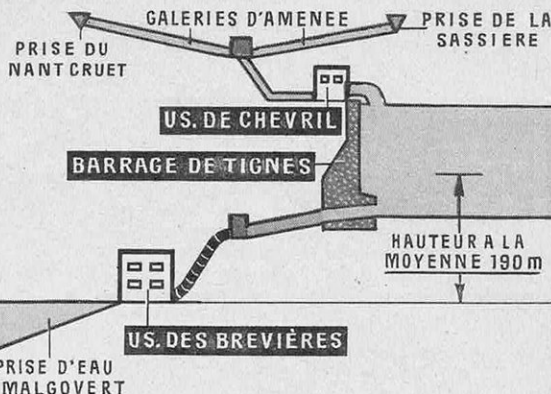 GALERIES D'AMENEE
PRISE DU
NANT CRUET
PRISE DE LA
SASSIERE
US. DE CHEVRIL
BARRAGE DE TIGNES
HAUTEUR A LA
MOYENNE 190m
US. DES BREVIÈRES
PRISE D'EAU
MALGOVERT